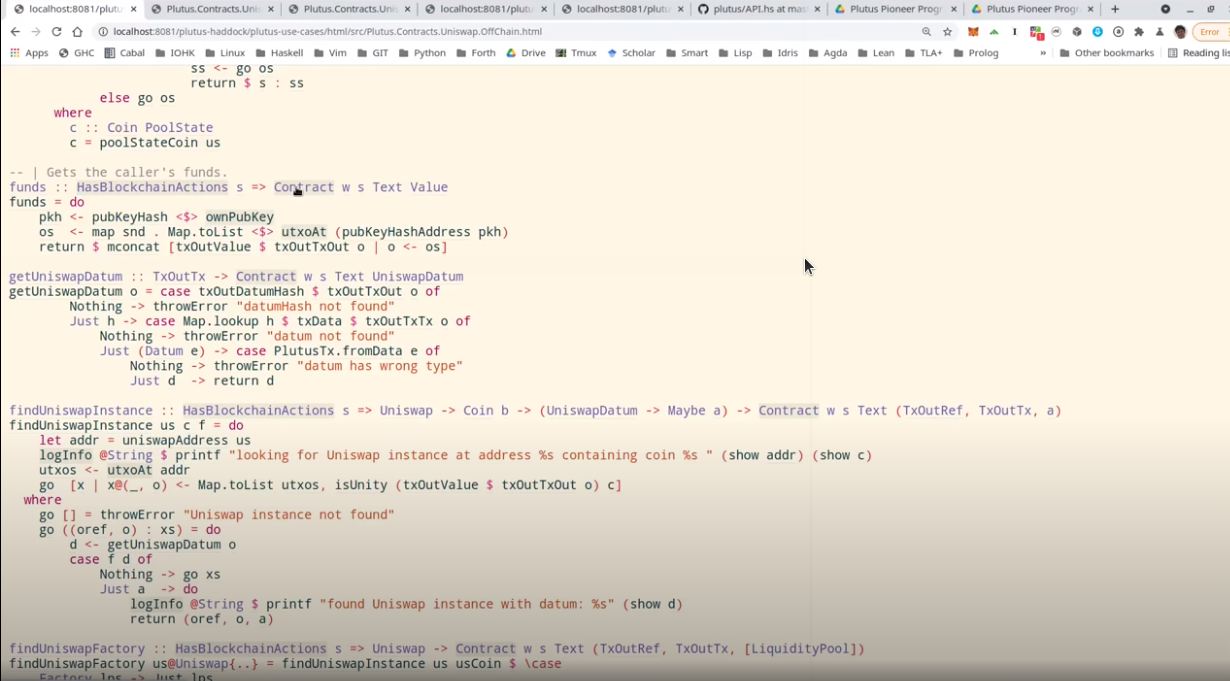 localhost:8081/plutus- Plutus.Contracts.Unis Plutus.Contracts.Unis localhost:8081/plutu localhost:8081/plut plutus/API.hs at mas Plutus Pioneer Progr Plutus Pioneer Progr
localhost:8081/plutus-haddock/plutus-use-cases/html/src/Plutus.Contracts.Uniswap.OffChain.html Error
Apps GHC Cabal IOHK Linux Haskell Vim GIT Python Forth Drive Tmux Scholar Smart Lisp Idris Agda Lean TLA+ Prolog » Other bookmarks Reading lis
ss <- go os
return $ s : ss
else go os
where
c :: Coin PoolState
c = poolStateCoin us
-- | Gets the caller's funds.
funds :: HasBlockchainActions s => Contract w s Text Value
funds = do
pkh <- pubKeyHash <$> ownPubKey
os <- map snd . Map.toList <$> utxoAt (pubKeyHashAddress pkh)
return $ mconcat [txOutValue $ txOutTxOut o | o <- os]
getUniswapDatum :: TxOutTx -> Contract w s Text UniswapDatum
getUniswapDatum o = case txOutDatumHash $ txOutTxOut o of
Nothing -> throwError "datumHash not found"
Just h -> case Map.lookup h $ txData $ txOutTxTx o of
Nothing -> throwError "datum not found"
Just (Datum e) -> case PlutusTx.fromData e of
Nothing -> throwError "datum has wrong type"
Just d -> return d
findUniswapInstance :: HasBlockchainActions s => Uniswap -> Coin b -> (UniswapDatum -> Maybe a) -> Contract w s Text (TxOutRef, TxOutTx, a)
findUniswapInstance us c f = do
let addr = uniswapAddress us
logInfo @String $ printf "looking for Uniswap instance at address %s containing coin %s " (show addr) (show c)
utxos <- utxoAt addr
go [x | x@(_, o) <- Map.toList utxos, isUnity (txOutValue $ txOutTxOut o) c]
where
go [] = throwError "Uniswap instance not found"
go ((oref, o) : xs) = do
d <- getUniswapDatum o
case f d of
Nothing -> go xs
Just a -> do
logInfo @String $ printf "found Uniswap instance with datum: %s" (show d)
return (oref, o, a)
findUniswapFactory :: HasBlockchainActions s => Uniswap -> Contract w s Text (TxOutRef, TxOutTx, [LiquidityPool])
findUniswapFactory us@Uniswap{..} = findUniswapInstance us usCoin $ \case
Factory lps -> Just lps